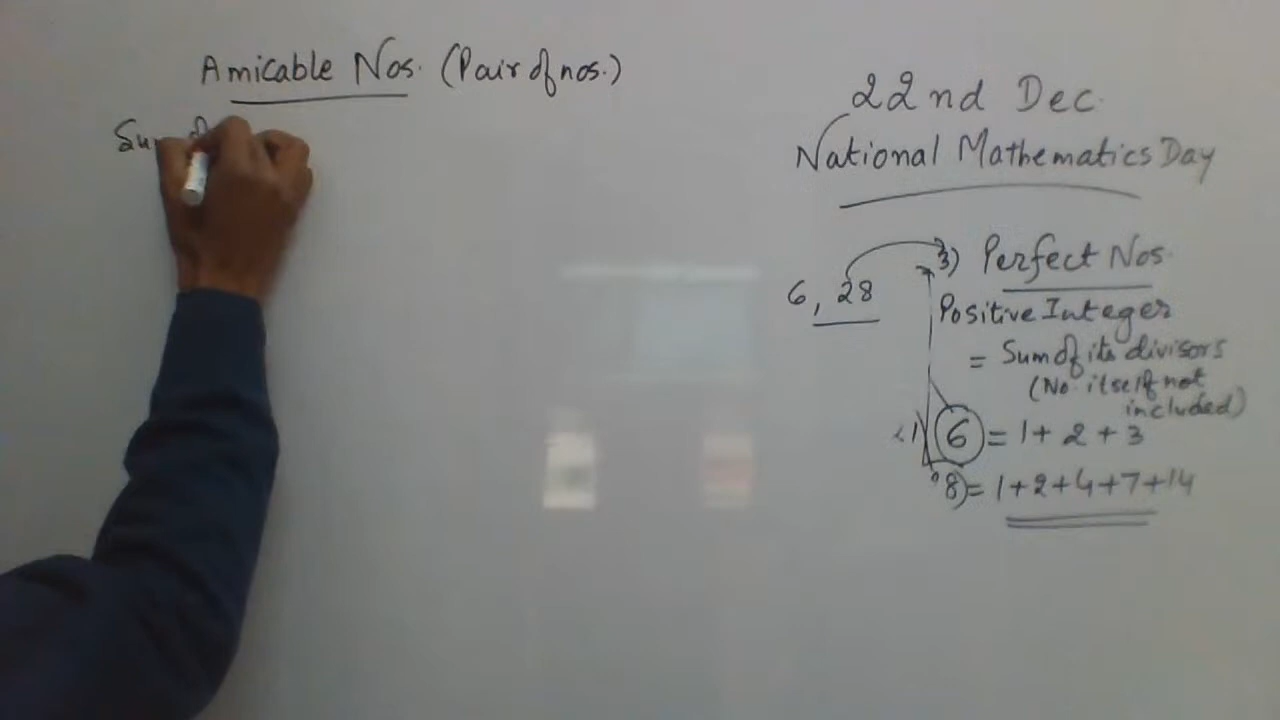 Amicable Nos. (Pair of nos.)
Sum of
22nd Dec.
National Mathematics Day
3) Perfect Nos.
6, 28
Positive Integer
= Sum of its divisors
(No. itself not
included)
6 = 1 + 2 + 3
8) = 1+2+4+7+14